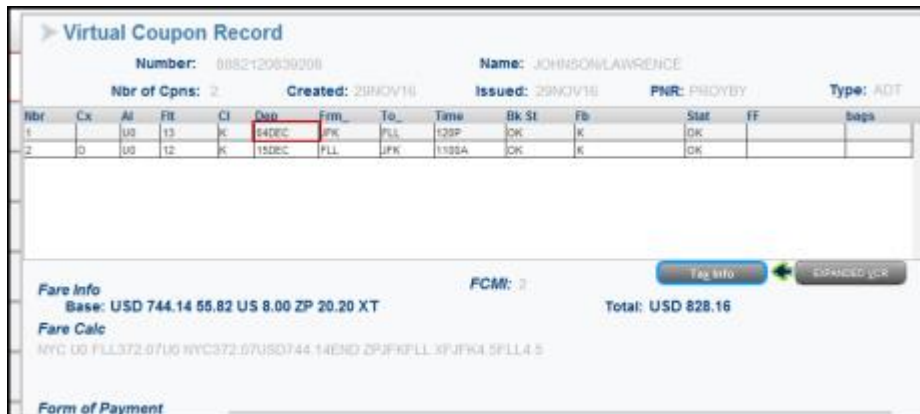 Virtual Coupon Record
Number: 8882120839208 Name: JOHNSON/LAWRENCE
Nbr of Cpns: 2 Created: 29NOV16 Issued: 29NOV16 PNR: Type: ADT
Nbr Cx Al Flt Cl Dep Frm_ To_ Time Bk St Fb Stat FF bags
1 U0 13 K 04DEC JFK FLL 120P OK K OK
2 O U0 12 K 15DEC FLL JFK 1100A OK K OK
Tax Info EXPANDED VCR
Fare Info FCMI: 2
Base: USD 744.14 55.82 US 8.00 ZP 20.20 XT Total: USD 828.16
Fare Calc
NYC U0 FLL372.07U0 NYC372.07USD744.14END ZPJFKFLL XFJFK4.5FLL4.5
Form of Payment